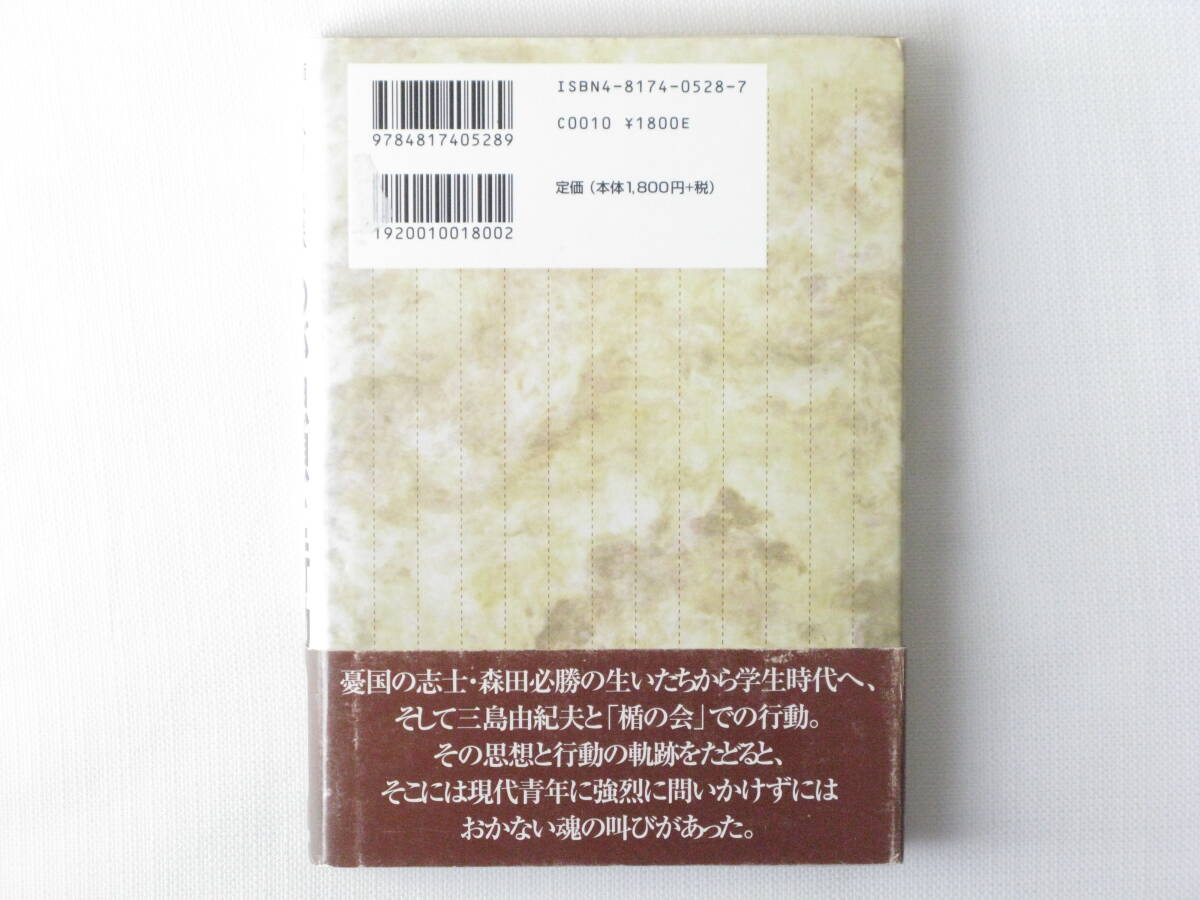 ISBN4-8174-0528-7
C0010 ¥1800E
9784817405289
定価（本体1,800円+税）
1920010018002
憂国の志士・森田必勝の生いたちから学生時代へ、
そして三島由紀夫と「楯の会」での行動。
その思想と行動の軌跡をたどると、
そこには現代青年に強烈に問いかけずには
おかない魂の叫びがあった。